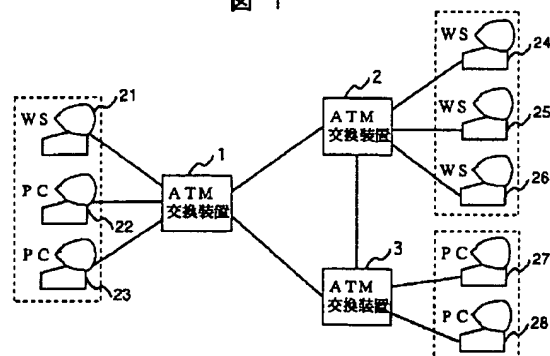 図 1
WS 21
PC 22
PC 23
1
ATM
交換装置
2
ATM
交換装置
3
ATM
交換装置
WS 24
WS 25
WS 26
PC 27
PC 28